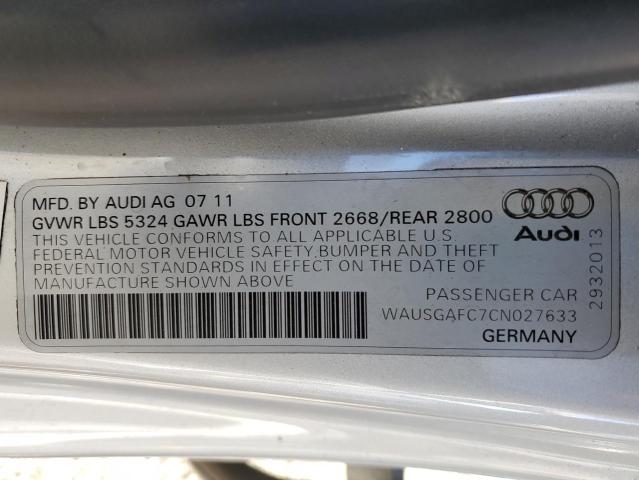 MFD. BY AUDI AG 07 11
GVWR LBS 5324 GAWR LBS FRONT 2668/REAR 2800
THIS VEHICLE CONFORMS TO ALL APPLICABLE U.S.
FEDERAL MOTOR VEHICLE SAFETY, BUMPER AND THEFT
PREVENTION STANDARDS IN EFFECT ON THE DATE OF
MANUFACTURE SHOWN ABOVE
Audi
2932013
PASSENGER CAR
WAUSGAFC7CN027633
GERMANY